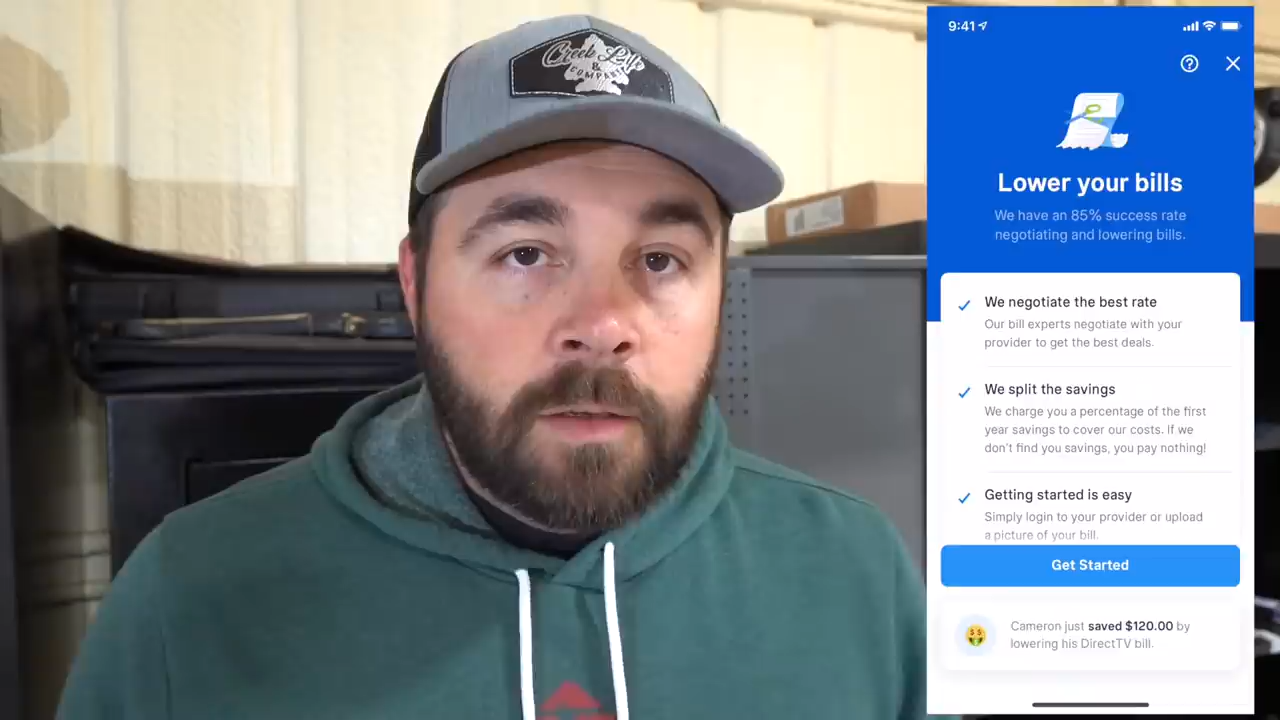 Creek Life
&
COMPANY
9:41
Lower your bills
We have an 85% success rate
negotiating and lowering bills.
We negotiate the best rate
Our bill experts negotiate with your
provider to get the best deals.
We split the savings
We charge you a percentage of the first
year savings to cover our costs. If we
don't find you savings, you pay nothing!
Getting started is easy
Simply login to your provider or upload
a picture of your bill.
Get Started
Cameron just saved $120.00 by
lowering his DirectTV bill.